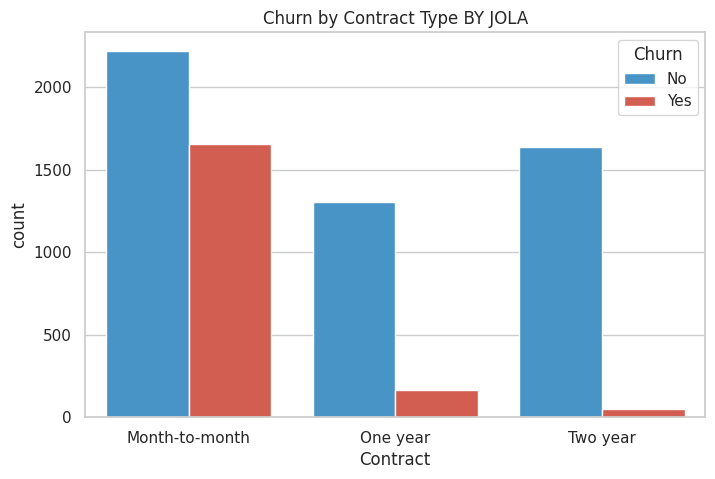 Churn by Contract Type BY JOLA
Churn
No
Yes
count
2000
1500
1000
500
0
Month-to-month
One year
Two year
Contract